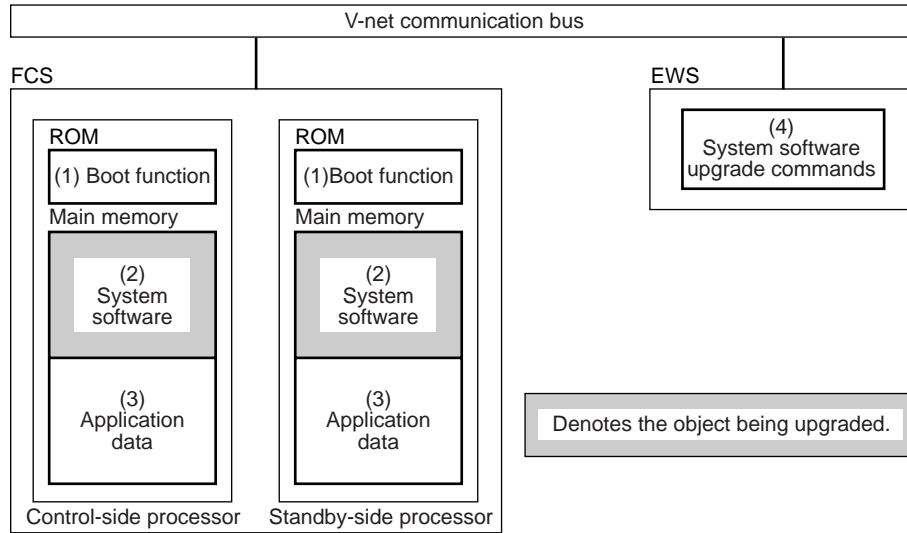 V-net communication bus
FCS
EWS
ROM
ROM
(1) Boot function
(1)Boot function
(4)
System software
upgrade commands
Main memory
Main memory
(2)
System
software
(2)
System
software
(3)
Application
data
(3)
Application
data
Denotes the object being upgraded.
Control-side processor
Standby-side processor